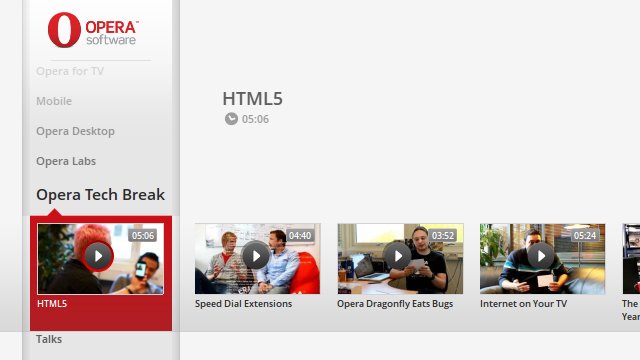 OPERA™
software
Opera for TV
Mobile
Opera Desktop
Opera Labs
Opera Tech Break
HTML5
05:06
05:06
04:40
03:52
05:24
HTML5
Speed Dial Extensions
Opera Dragonfly Eats Bugs
Internet on Your TV
The
Year
Talks